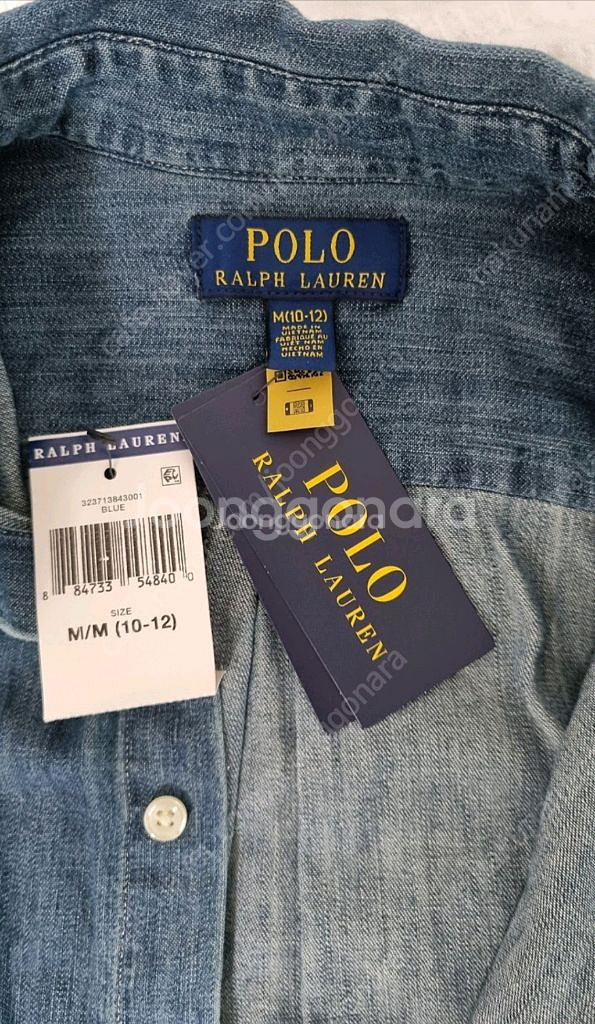 POLO
RALPH LAUREN
M(10-12)
MADE IN
VIETNAM
FABRIQUÉ AU
VIET NAM
HECHO EN
VIETNAM
RALPH LAUREN
323713843001
BLUE
8 84733 54840 0
SIZE
M/M (10-12)
POLO
RALPH LAUREN
joonggonara